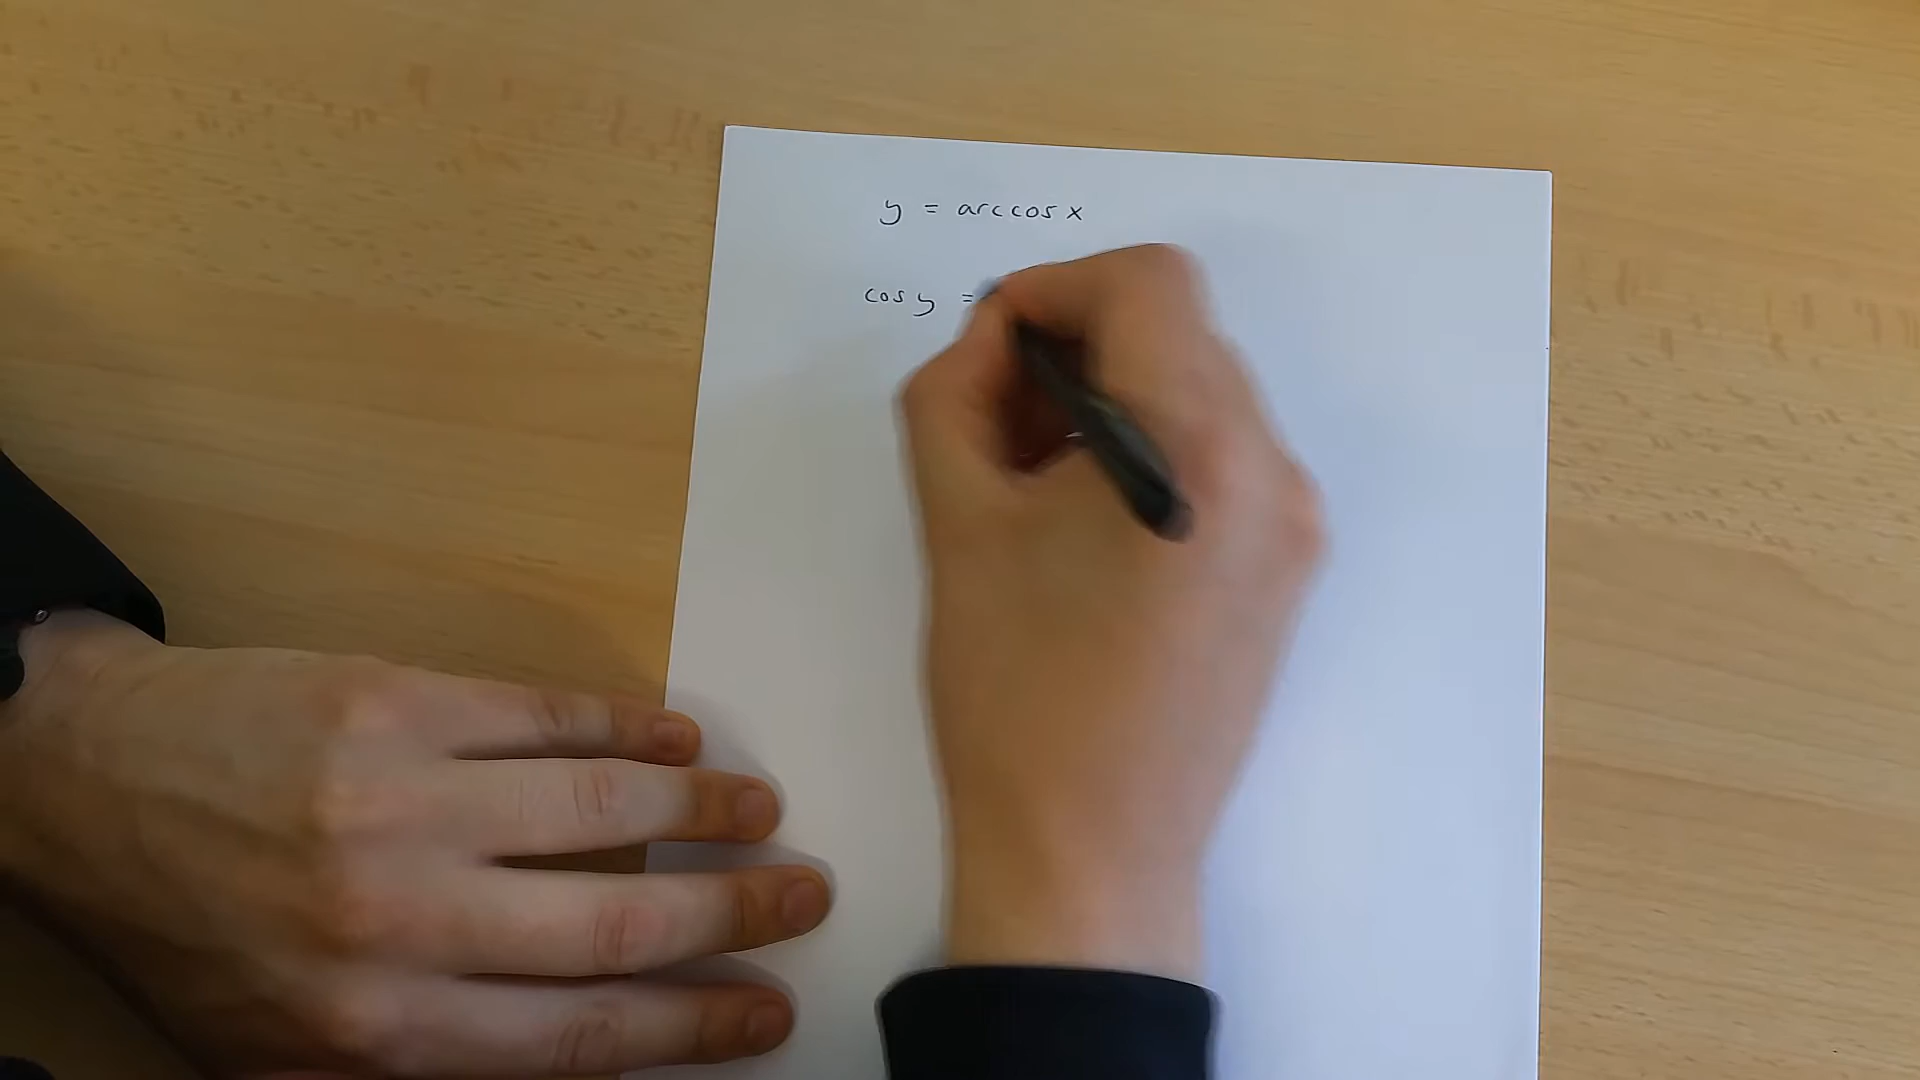 y = arccos x
cos y =